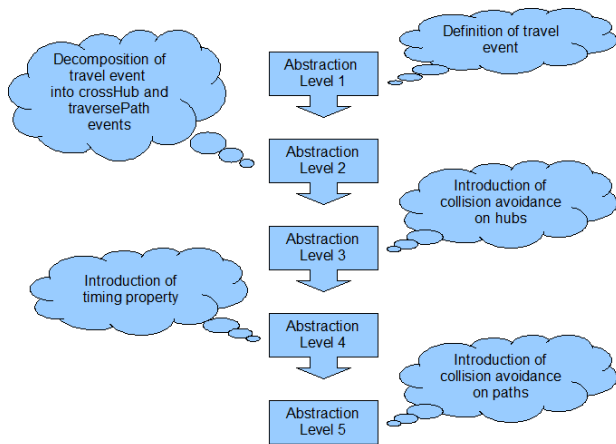 Definition of travel
event
Abstraction
Level 1
Decomposition of
travel event
into crossHub and
traversePath
events
Abstraction
Level 2
Introduction of
collision avoidance
on hubs
Abstraction
Level 3
Introduction of
timing property
Abstraction
Level 4
Introduction of
collision avoidance
on paths
Abstraction
Level 5